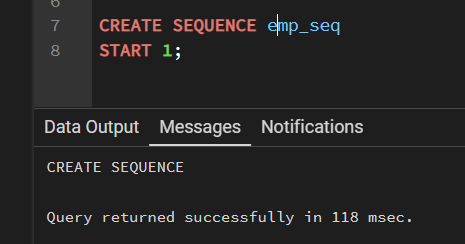 7 CREATE SEQUENCE emp_seq
8 START 1;
Data Output Messages Notifications
CREATE SEQUENCE
Query returned successfully in 118 msec.